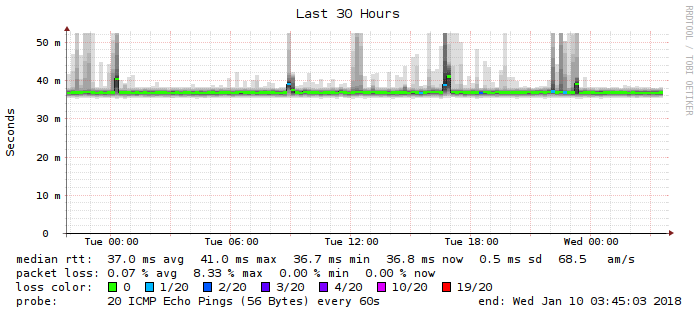 Last 30 Hours
RRDTOOL / TOBI OETIKER
Seconds
50 m
40 m
30 m
20 m
10 m
0
Tue 00:00 Tue 06:00 Tue 12:00 Tue 18:00 Wed 00:00
median rtt: 37.0 ms avg 41.0 ms max 36.7 ms min 36.8 ms now 0.5 ms sd 68.5 am/s
packet loss: 0.07 % avg 8.33 % max 0.00 % min 0.00 % now
loss color: 0 1/20 2/20 3/20 4/20 10/20 19/20
probe: 20 ICMP Echo Pings (56 Bytes) every 60s end: Wed Jan 10 03:45:03 2018